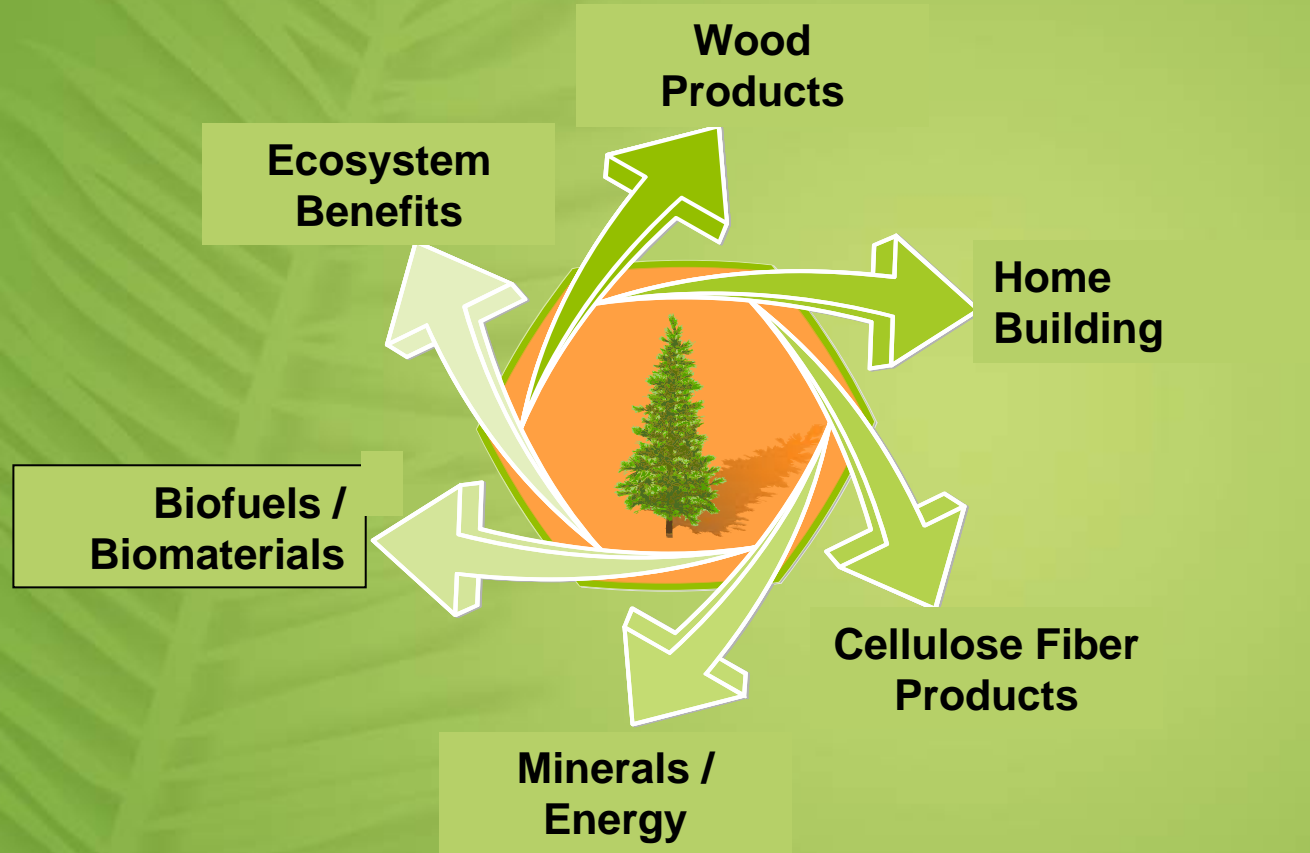 Wood
Products
Ecosystem
Benefits
Home
Building
Biofuels /
Biomaterials
Cellulose Fiber
Products
Minerals /
Energy